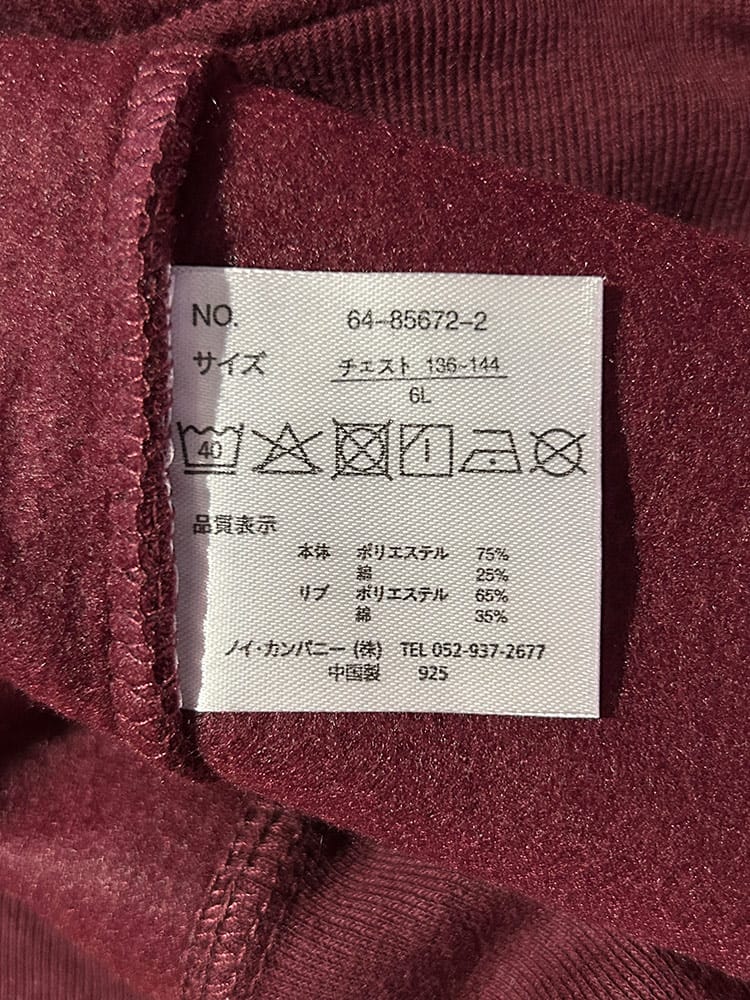 NO. 64-85672-2
サイズ チェスト 136~144
6L
40
品質表示
本体 ポリエステル 75%
綿 25%
リブ ポリエステル 65%
綿 35%
ノイ・カンパニー (株) TEL 052-937-2677
中国製 925